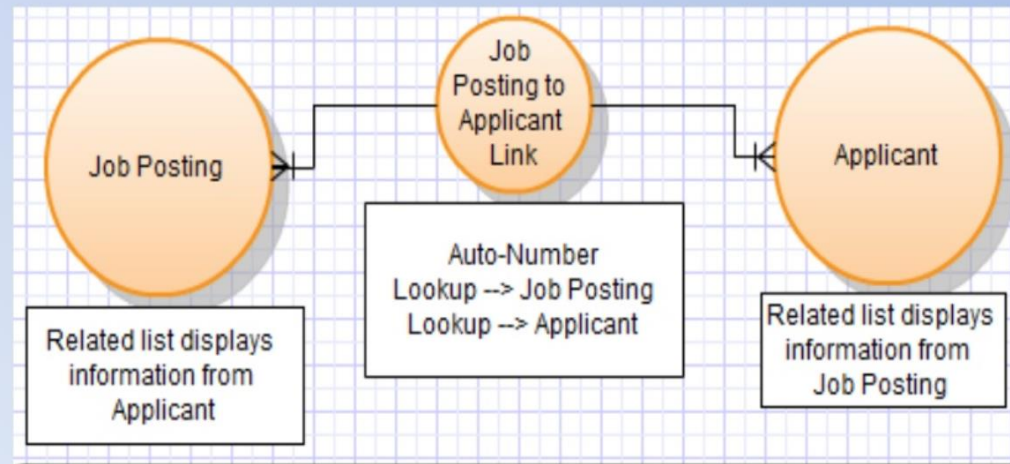 Job Posting
Job
Posting to
Applicant
Link
Applicant
Auto-Number
Lookup --> Job Posting
Lookup --> Applicant
Related list displays
information from
Applicant
Related list displays
information from
Job Posting